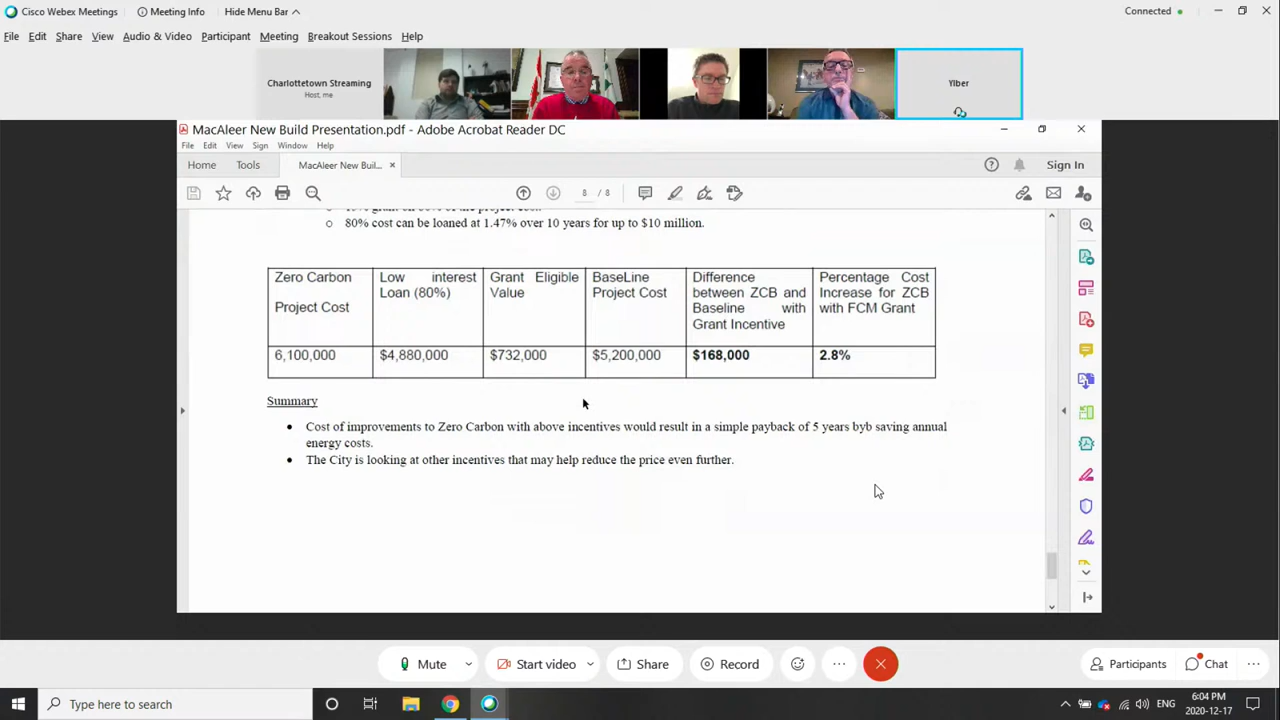 Cisco Webex Meetings
Meeting Info
Hide Menu Bar
Connected
File Edit Share View Audio & Video Participant Meeting Breakout Sessions Help
Charlottetown Streaming
Host, me
Ylber
MacAleer New Build Presentation.pdf - Adobe Acrobat Reader DC
File Edit View Sign Window Help
Home Tools MacAleer New Buil... × Sign In
8 / 8
80% cost can be loaned at 1.47% over 10 years for up to $10 million.
Zero Carbon
Project Cost
Low interest
Loan (80%)
Grant Eligible
Value
BaseLine
Project Cost
Difference
between ZCB and
Baseline with
Grant Incentive
Percentage Cost
Increase for ZCB
with FCM Grant
6,100,000 $4,880,000 $732,000 $5,200,000 $168,000 2.8%
Summary
• Cost of improvements to Zero Carbon with above incentives would result in a simple payback of 5 years byb saving annual
energy costs.
• The City is looking at other incentives that may help reduce the price even further.
Mute Start video Share Record Participants Chat
Type here to search
ENG
6:04 PM
2020-12-17